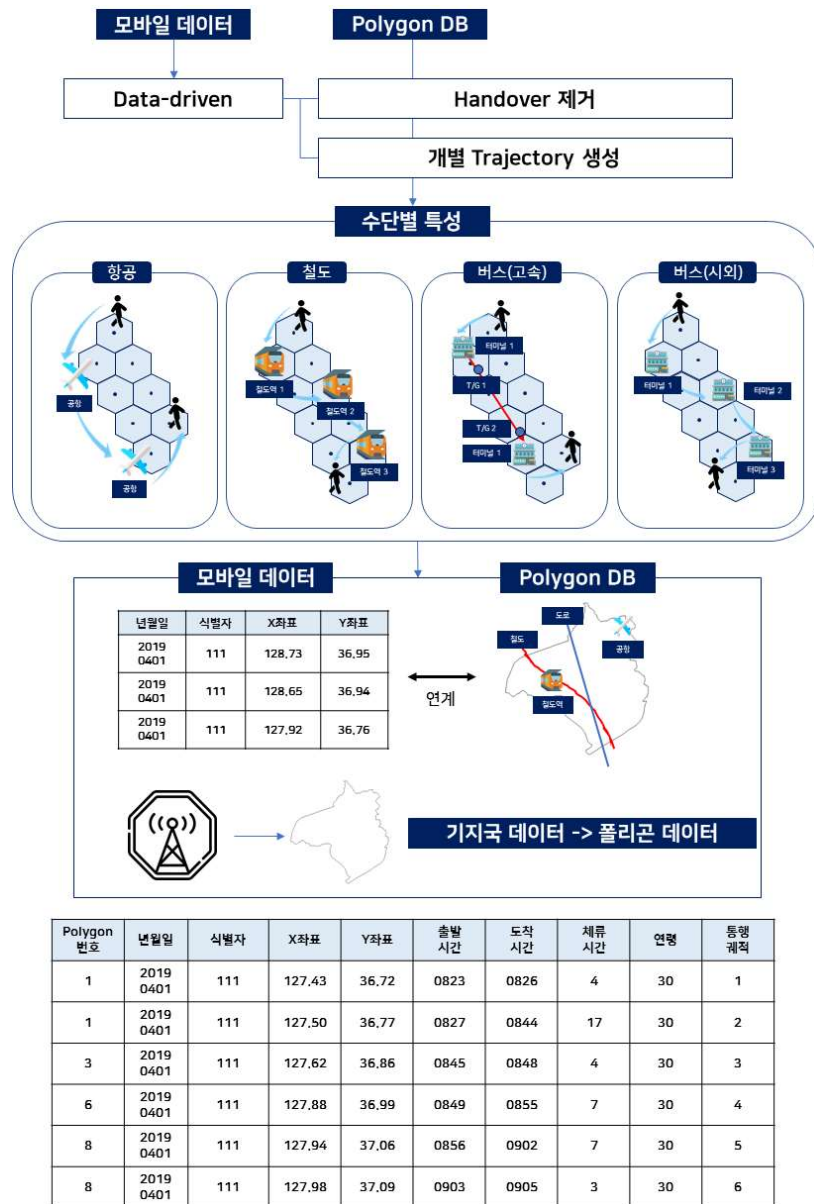 모바일 데이터
Polygon DB
Data-driven
Handover 제거
개별 Trajectory 생성
수단별 특성
항공
공항
공항
철도
철도역 1
철도역 2
철도역 3
버스(고속)
터미널 1
T/G 1
T/G 2
터미널 1
버스(시외)
터미널 1
터미널 2
터미널 3
모바일 데이터
년월일 식별자 X좌표 Y좌표
2019
0401 111 128.73 36.95
2019
0401 111 128.65 36.94
2019
0401 111 127.92 36.76
연계
Polygon DB
도로
철도
공항
철도역
기지국 데이터 -> 폴리곤 데이터
Polygon
번호 년월일 식별자 X좌표 Y좌표 출발
시간 도착
시간 체류
시간 연령 통행
궤적
1 2019
0401 111 127.43 36.72 0823 0826 4 30 1
1 2019
0401 111 127.50 36.77 0827 0844 17 30 2
3 2019
0401 111 127.62 36.86 0845 0848 4 30 3
6 2019
0401 111 127.88 36.99 0849 0855 7 30 4
8 2019
0401 111 127.94 37.06 0856 0902 7 30 5
8 2019
0401 111 127.98 37.09 0903 0905 3 30 6